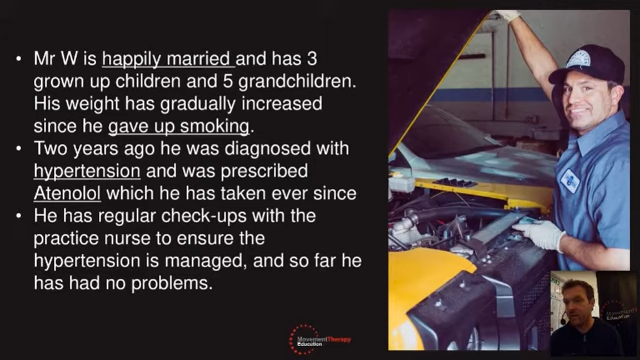 • Mr W is happily married and has 3
grown up children and 5 grandchildren.
His weight has gradually increased
since he gave up smoking.
• Two years ago he was diagnosed with
hypertension and was prescribed
Atenolol which he has taken ever since
• He has regular check-ups with the
practice nurse to ensure the
hypertension is managed, and so far he
has had no problems.
MovementTherapy
Education